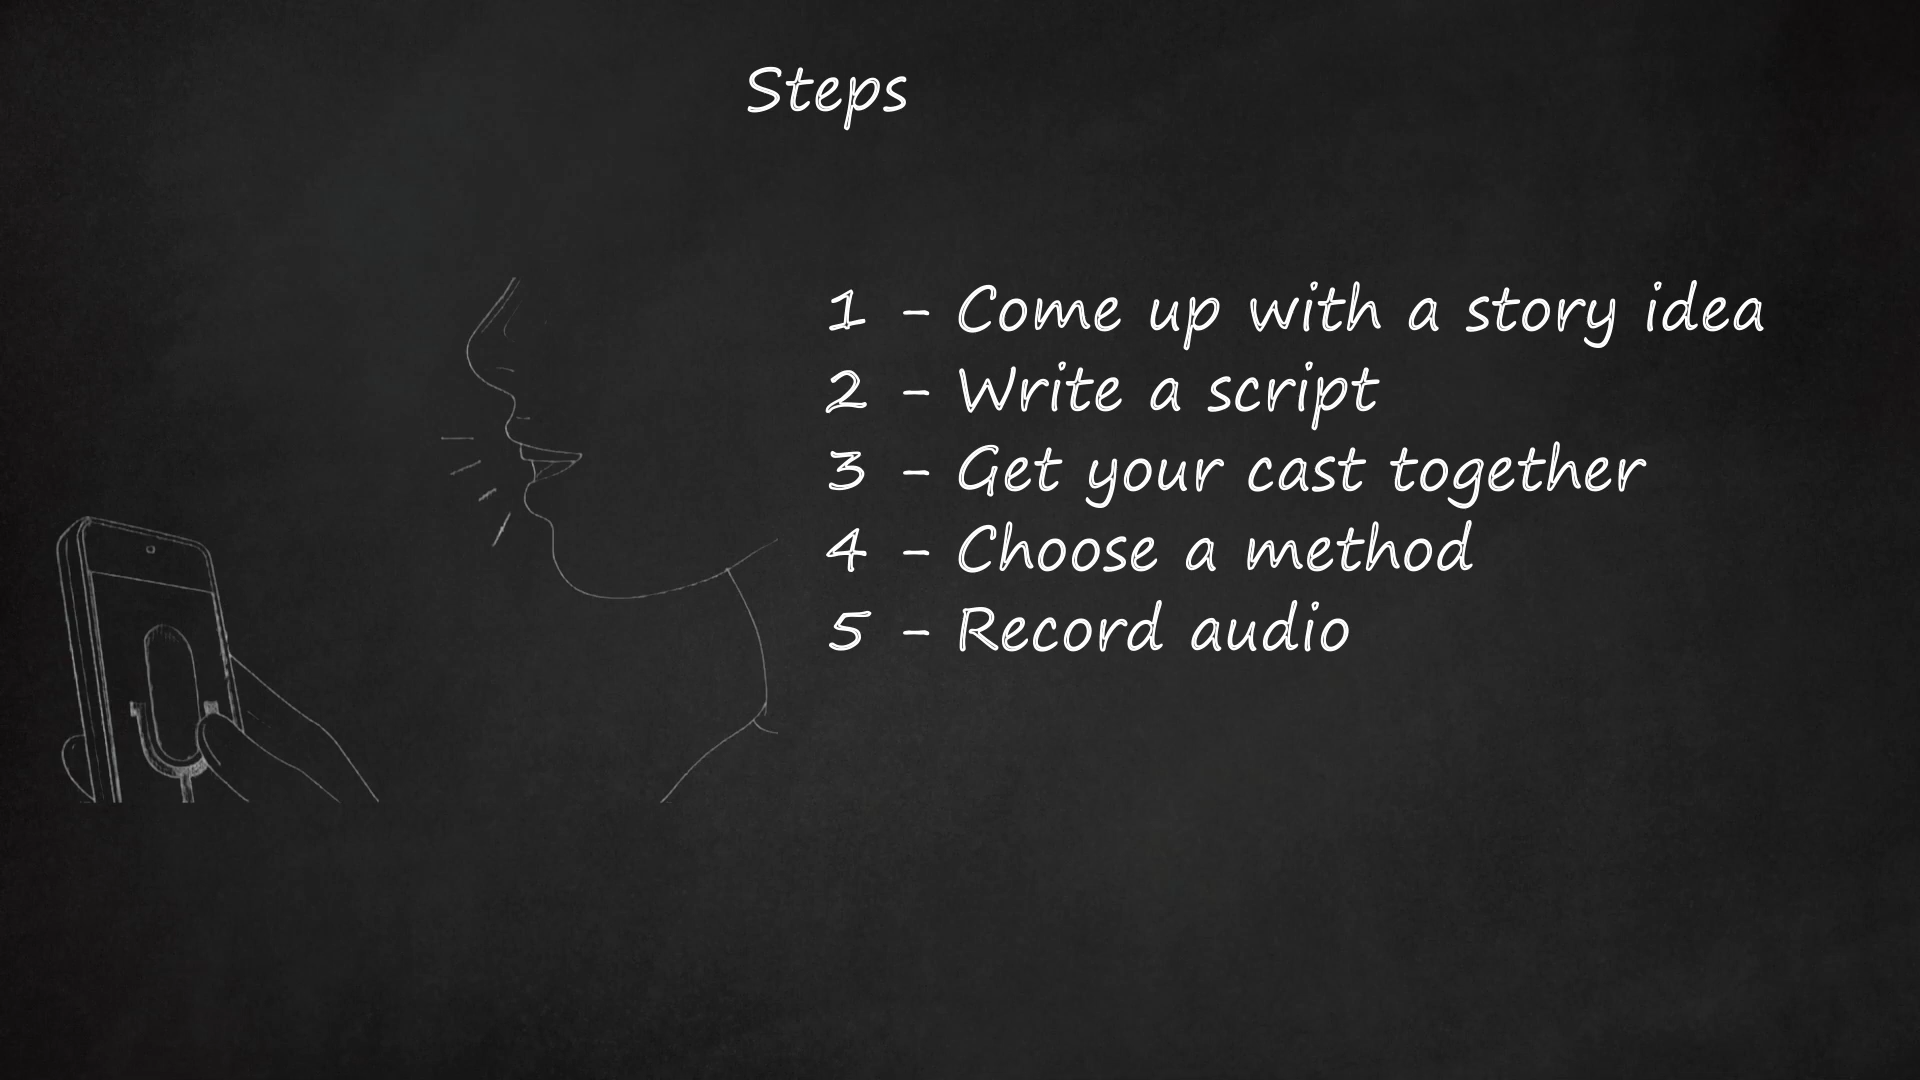 Steps
1 - Come up with a story idea
2 - Write a script
3 - Get your cast together
4 - Choose a method
5 - Record audio